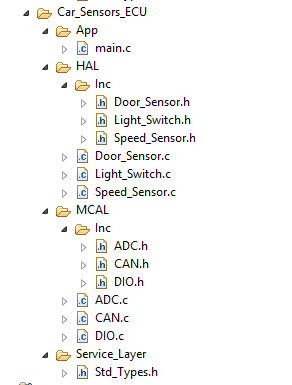 Car_Sensors_ECU
App
main.c
HAL
Inc
Door_Sensor.h
Light_Switch.h
Speed_Sensor.h
Door_Sensor.c
Light_Switch.c
Speed_Sensor.c
MCAL
Inc
ADC.h
CAN.h
DIO.h
ADC.c
CAN.c
DIO.c
Service_Layer
Std_Types.h